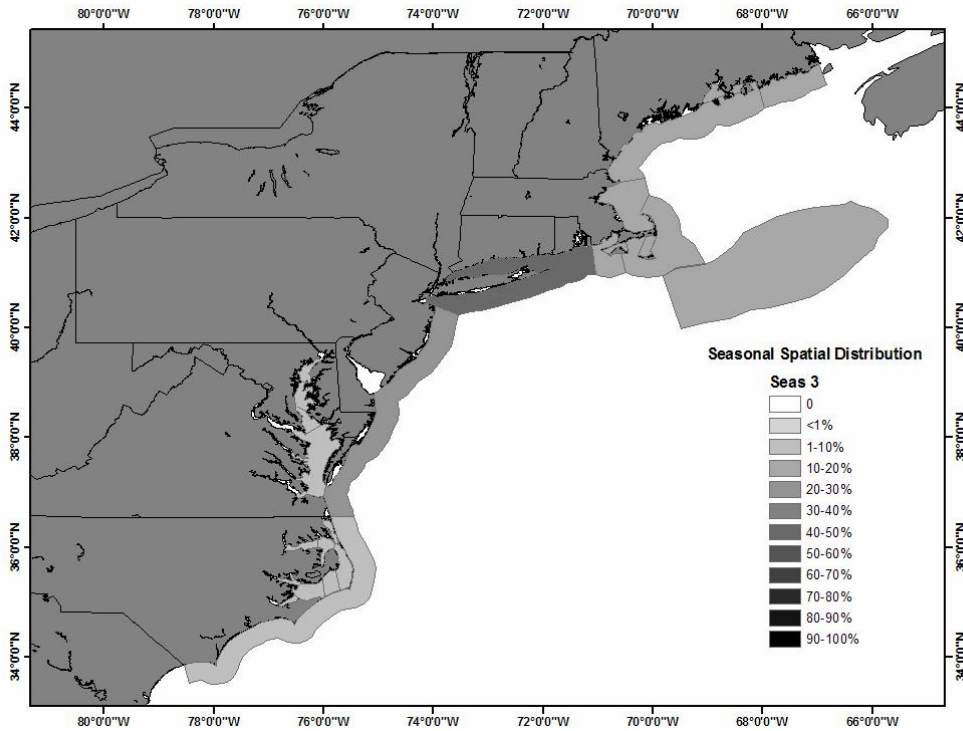 80°0'0"W 78°0'0"W 76°0'0"W 74°0'0"W 72°0'0"W 70°0'0"W 68°0'0"W 66°0'0"W
44°0'0"N 44°0'0"N
42°0'0"N 42°0'0"N
40°0'0"N 40°0'0"N
Seasonal Spatial Distribution
Seas 3
0
<1%
38°0'0"N 1-10% 38°0'0"N
10-20%
20-30%
30-40%
40-50%
36°0'0"N 50-60% 36°0'0"N
60-70%
70-80%
80-90%
90-100%
34°0'0"N 34°0'0"N
80°0'0"W 78°0'0"W 76°0'0"W 74°0'0"W 72°0'0"W 70°0'0"W 68°0'0"W 66°0'0"W